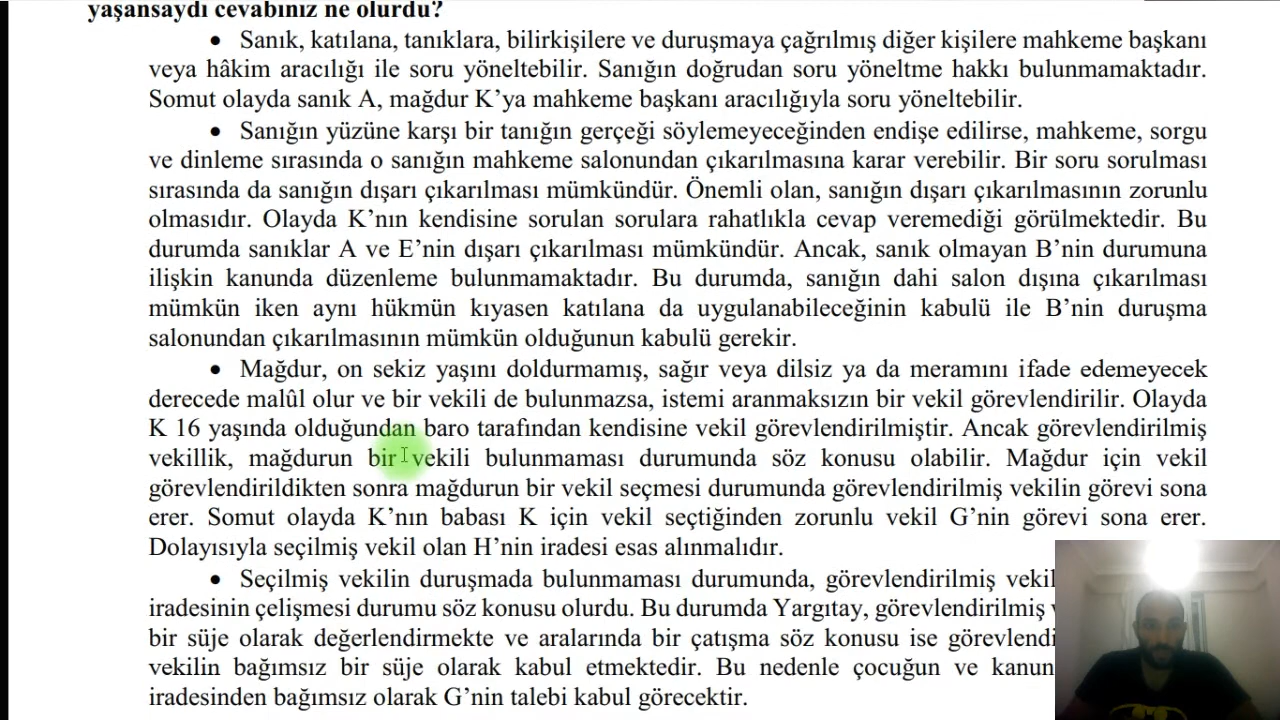 yaşansaydı cevabınız ne olurdu?
• Sanık, katılana, tanıklara, bilirkişilere ve duruşmaya çağrılmış diğer kişilere mahkeme başkanı
veya hâkim aracılığı ile soru yöneltebilir. Sanığın doğrudan soru yöneltme hakkı bulunmamaktadır.
Somut olayda sanık A, mağdur K’ya mahkeme başkanı aracılığıyla soru yöneltebilir.
• Sanığın yüzüne karşı bir tanığın gerçeği söylemeyeceğinden endişe edilirse, mahkeme, sorgu
ve dinleme sırasında o sanığın mahkeme salonundan çıkarılmasına karar verebilir. Bir soru sorulması
sırasında da sanığın dışarı çıkarılması mümkündür. Önemli olan, sanığın dışarı çıkarılmasının zorunlu
olmasıdır. Olayda K’nın kendisine sorulan sorulara rahatlıkla cevap veremediği görülmektedir. Bu
durumda sanıklar A ve E’nin dışarı çıkarılması mümkündür. Ancak, sanık olmayan B’nin durumuna
ilişkin kanunda düzenleme bulunmamaktadır. Bu durumda, sanığın dahi salon dışına çıkarılması
mümkün iken aynı hükmün kıyasen katılana da uygulanabileceğinin kabulü ile B’nin duruşma
salonundan çıkarılmasının mümkün olduğunun kabulü gerekir.
• Mağdur, on sekiz yaşını doldurmamış, sağır veya dilsiz ya da meramını ifade edemeyecek
derecede malûl olur ve bir vekili de bulunmazsa, istemi aranmaksızın bir vekil görevlendirilir. Olayda
K 16 yaşında olduğundan baro tarafından kendisine vekil görevlendirilmiştir. Ancak görevlendirilmiş
vekillik, mağdurun bir vekili bulunmaması durumunda söz konusu olabilir. Mağdur için vekil
görevlendirildikten sonra mağdurun bir vekil seçmesi durumunda görevlendirilmiş vekilin görevi sona
erer. Somut olayda K’nın babası K için vekil seçtiğinden zorunlu vekil G’nin görevi sona erer.
Dolayısıyla seçilmiş vekil olan H’nin iradesi esas alınmalıdır.
• Seçilmiş vekilin duruşmada bulunmaması durumunda, görevlendirilmiş vekil
iradesinin çelişmesi durumu söz konusu olurdu. Bu durumda Yargıtay, görevlendirilmiş
bir süje olarak değerlendirmekte ve aralarında bir çatışma söz konusu ise görevlendi
vekilin bağımsız bir süje olarak kabul etmektedir. Bu nedenle çocuğun ve kanun
iradesinden bağımsız olarak G’nin talebi kabul görecektir.